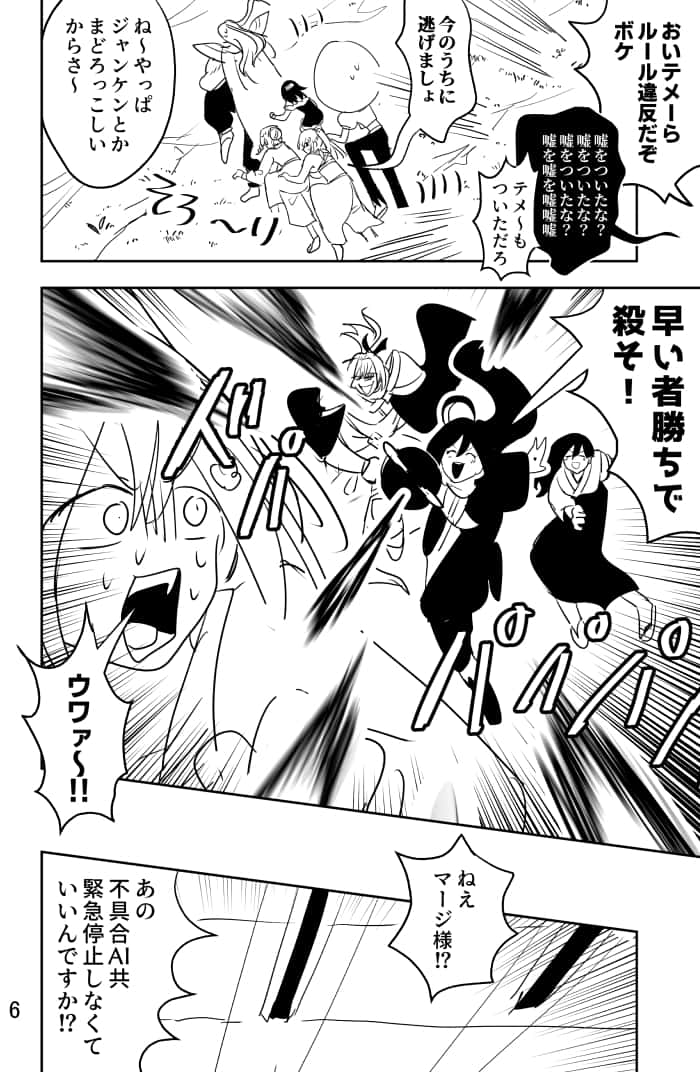 おいテメーら
ルール違反だぞ
ボケ
嘘をついたな?
嘘をついたな?
嘘をついたな?
嘘を嘘を嘘嘘嘘
テメ〜も
ついただろ
今のうちに
逃げましょ
ね〜やっぱ
ジャンケンとか
まどろっこしい
からさ〜
そろ〜り
早い者勝ちで
殺そ!
ズパパパパ
ウワァ〜!!
ねえ
マージ様!?
あの
不具合AI共
緊急停止しなくて
いいんですか!?
6